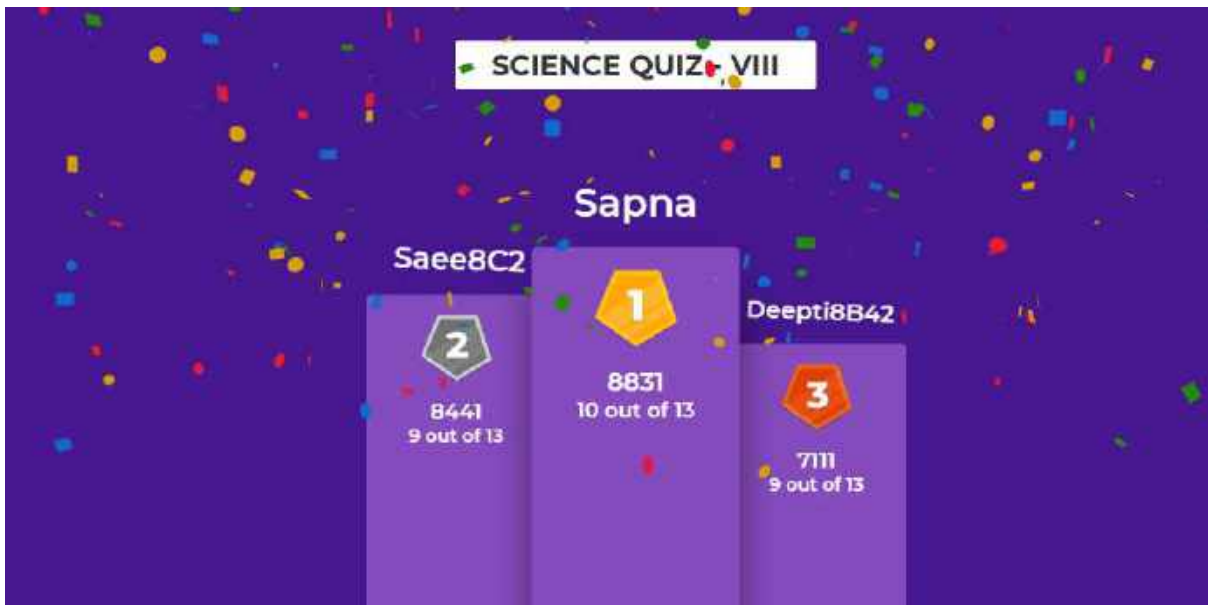 SCIENCE QUIZ - VIII
Sapna
1
8831
10 out of 13
Saee8C2
2
8441
9 out of 13
Deepti8B42
3
7111
9 out of 13